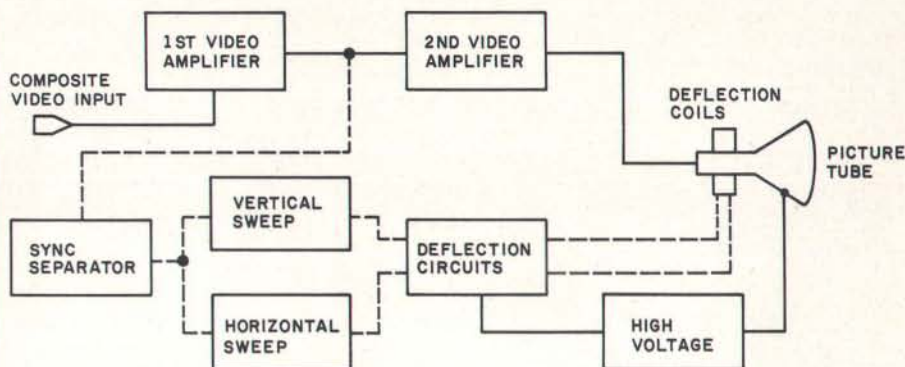 1ST VIDEO
AMPLIFIER
2ND VIDEO
AMPLIFIER
COMPOSITE
VIDEO INPUT
DEFLECTION
COILS
PICTURE
TUBE
VERTICAL
SWEEP
SYNC
SEPARATOR
DEFLECTION
CIRCUITS
HORIZONTAL
SWEEP
HIGH
VOLTAGE